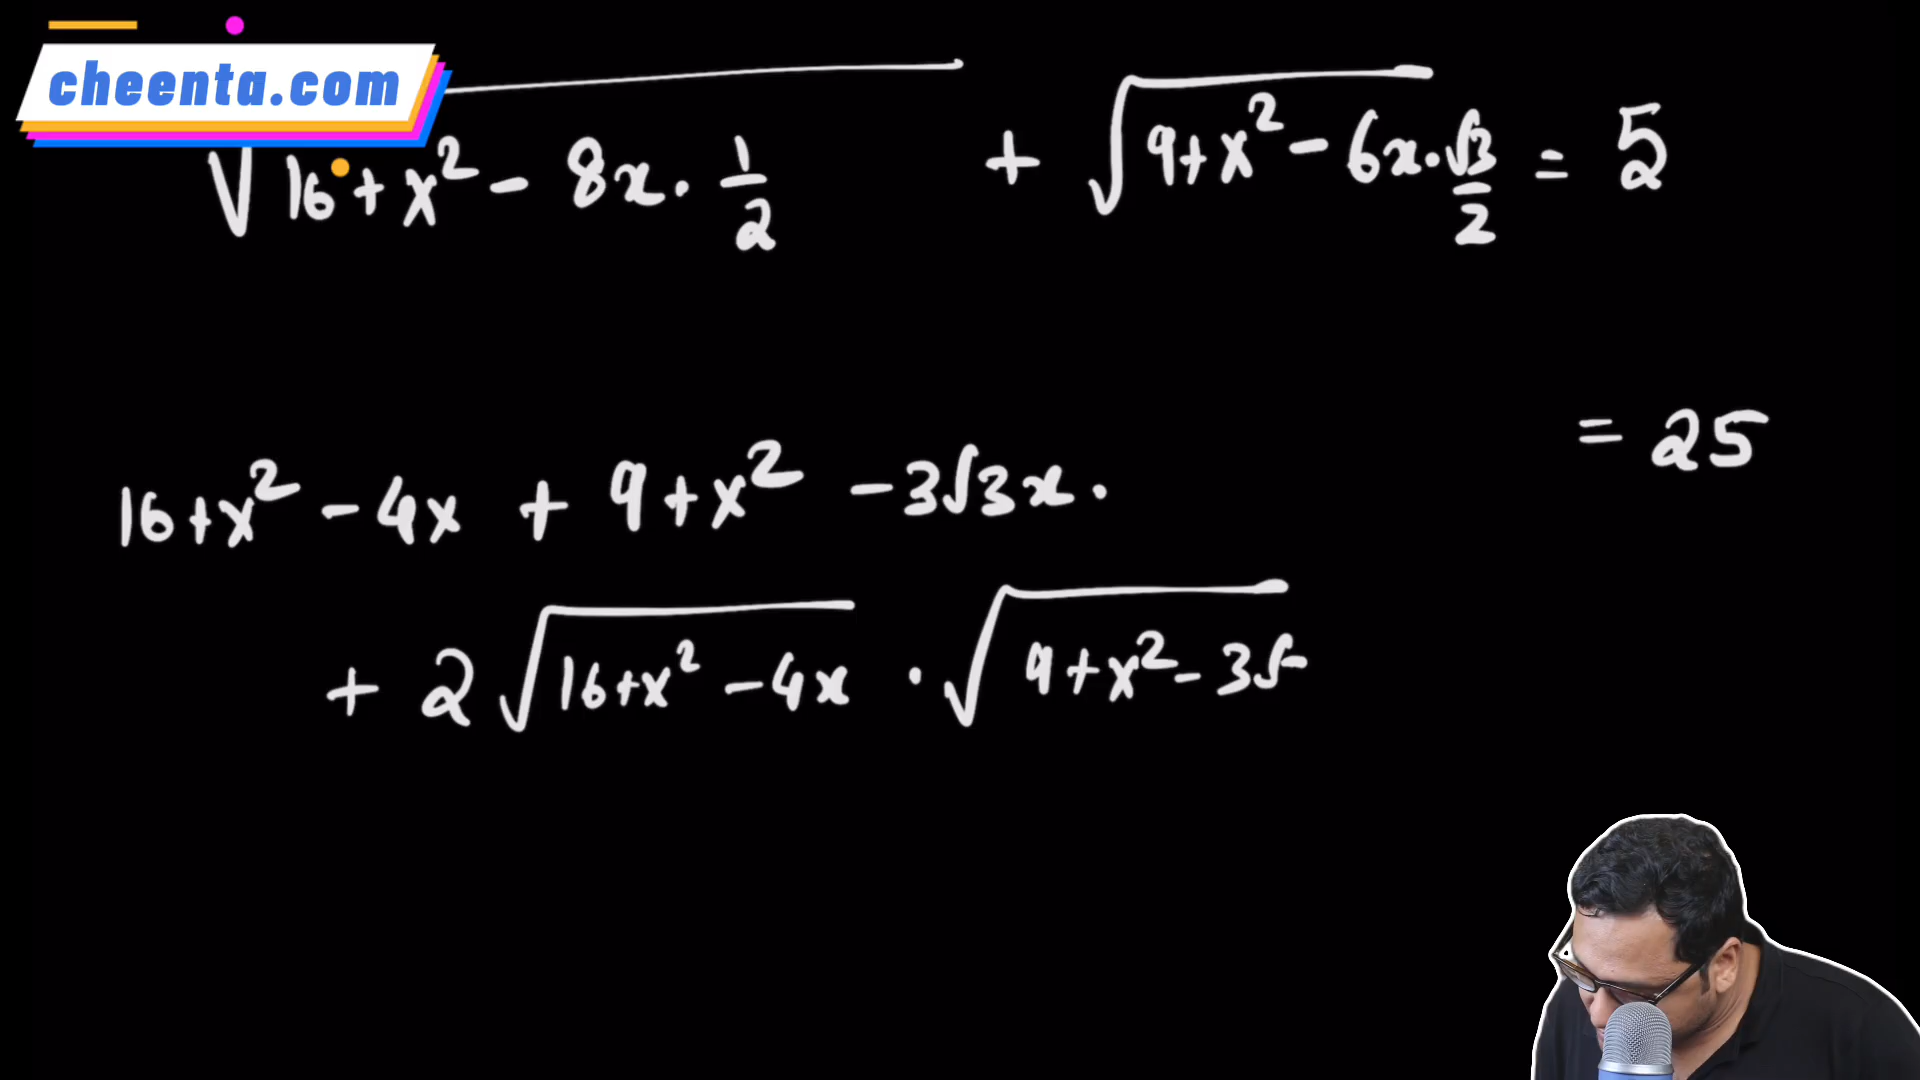 cheenta.com
√16 + x² - 8x · 1/2 + √9 + x² - 6x · √3/2 = 5
= 25
16 + x² - 4x + 9 + x² - 3√3x ·
+ 2√16 + x² - 4x · √9 + x² - 3√